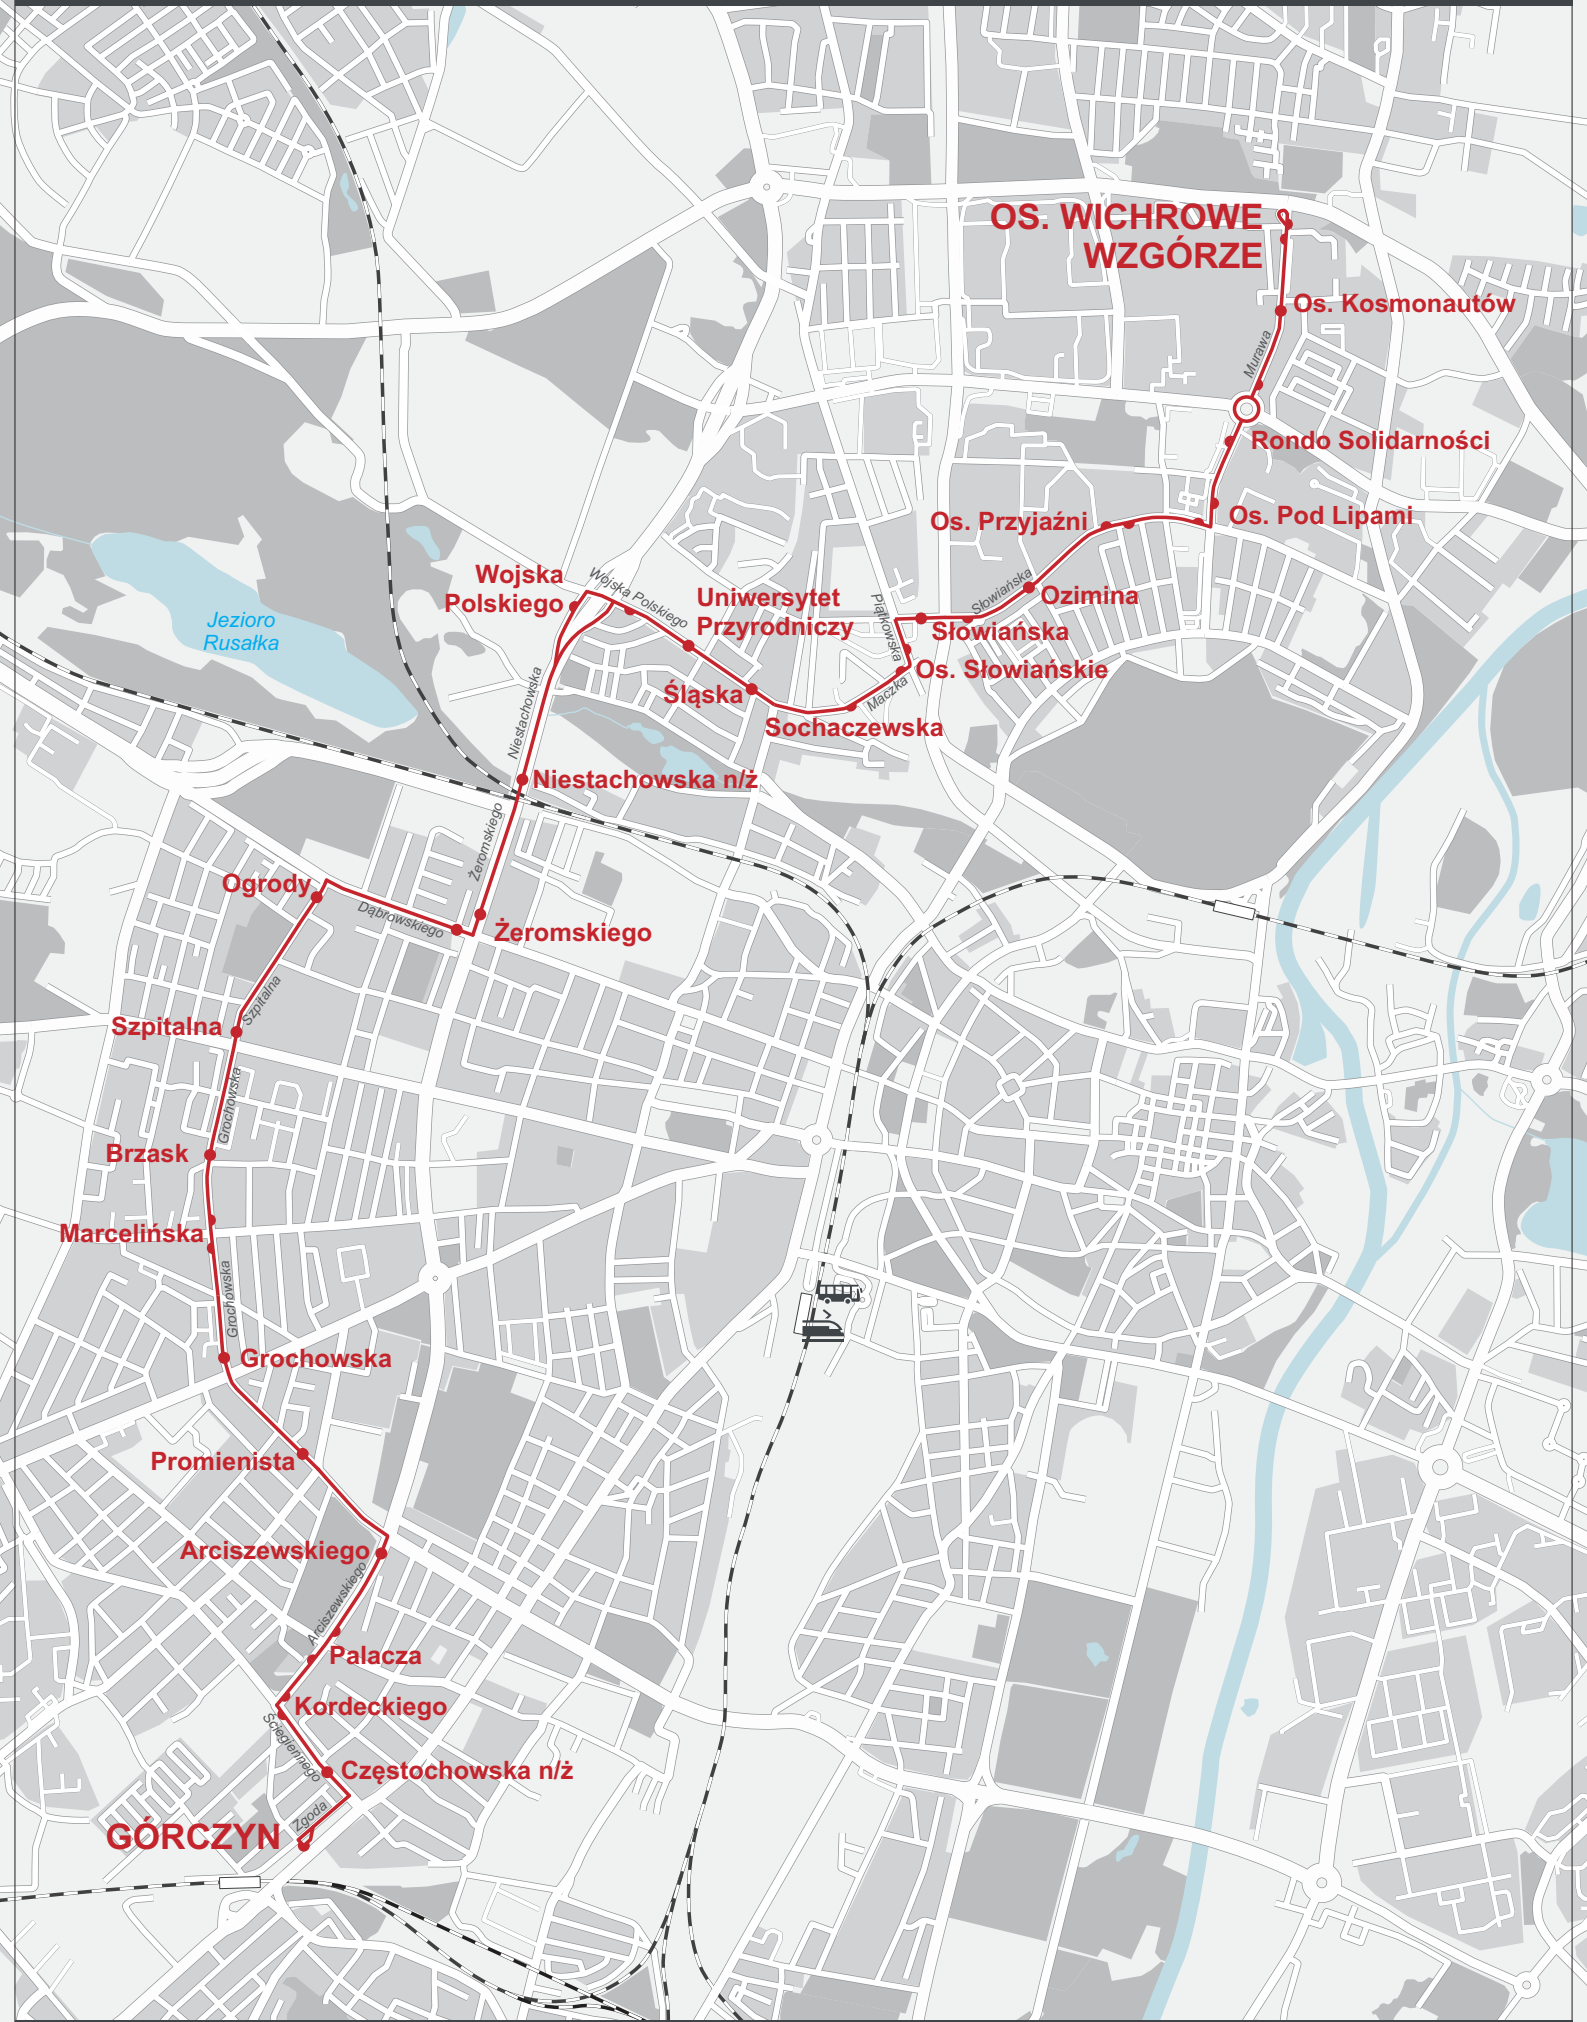 OS. WICHROWE
WZGÓRZE
Os. Kosmonautów
Murawa
Rondo Solidarności
Os. Pod Lipami
Os. Przyjaźni
Słowiańska
Ozimina
Słowiańska
Piątkowska
Os. Słowiańskie
Maczka
Sochaczewska
Uniwersytet
Przyrodniczy
Śląska
Wojska Polskiego
Wojska
Polskiego
Jezioro
Rusałka
Niestachowska
Niestachowska n/ż
Żeromskiego
Żeromskiego
Dąbrowskiego
Ogrody
Szpitalna
Szpitalna
Grochowska
Brzask
Marcelińska
Grochowska
Grochowska
Promienista
Arciszewskiego
Arciszewskiego
Palacza
Kordeckiego
Ściegiennego
Częstochowska n/ż
Zgoda
GÓRCZYN